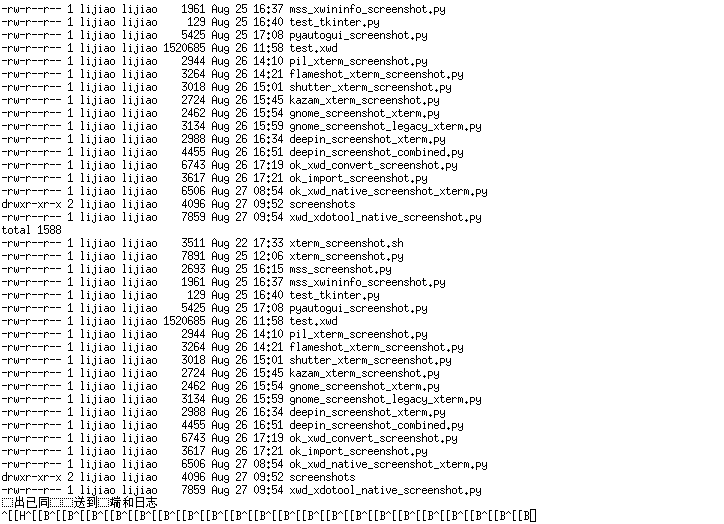 -rw-r--r-- 1 lijiao lijiao    1961 Aug 25 16:37 mss_xwininfo_screenshot.py
-rw-r--r-- 1 lijiao lijiao     129 Aug 25 16:40 test_tkinter.py
-rw-r--r-- 1 lijiao lijiao    5425 Aug 25 17:08 pyautogui_screenshot.py
-rw-r--r-- 1 lijiao lijiao 1520685 Aug 26 11:58 test.xwd
-rw-r--r-- 1 lijiao lijiao    2944 Aug 26 14:10 pil_xterm_screenshot.py
-rw-r--r-- 1 lijiao lijiao    3264 Aug 26 14:21 flameshot_xterm_screenshot.py
-rw-r--r-- 1 lijiao lijiao    3018 Aug 26 15:01 shutter_xterm_screenshot.py
-rw-r--r-- 1 lijiao lijiao    2724 Aug 26 15:45 kazam_xterm_screenshot.py
-rw-r--r-- 1 lijiao lijiao    2462 Aug 26 15:54 gnome_screenshot_xterm.py
-rw-r--r-- 1 lijiao lijiao    3134 Aug 26 15:59 gnome_screenshot_legacy_xterm.py
-rw-r--r-- 1 lijiao lijiao    2988 Aug 26 16:34 deepin_screenshot_xterm.py
-rw-r--r-- 1 lijiao lijiao    4455 Aug 26 16:51 deepin_screenshot_combined.py
-rw-r--r-- 1 lijiao lijiao    6743 Aug 26 17:19 ok_xwd_convert_screenshot.py
-rw-r--r-- 1 lijiao lijiao    3617 Aug 26 17:21 ok_import_screenshot.py
-rw-r--r-- 1 lijiao lijiao    6506 Aug 27 08:54 ok_xwd_native_screenshot_xterm.py
drwxr-xr-x 2 lijiao lijiao    4096 Aug 27 09:52 screenshots
-rw-r--r-- 1 lijiao lijiao    7859 Aug 27 09:54 xwd_xdotool_native_screenshot.py
total 1588
-rw-r--r-- 1 lijiao lijiao    3511 Aug 22 17:33 xterm_screenshot.sh
-rw-r--r-- 1 lijiao lijiao    7891 Aug 25 12:06 xterm_screenshot.py
-rw-r--r-- 1 lijiao lijiao    2693 Aug 25 16:15 mss_screenshot.py
-rw-r--r-- 1 lijiao lijiao    1961 Aug 25 16:37 mss_xwininfo_screenshot.py
-rw-r--r-- 1 lijiao lijiao     129 Aug 25 16:40 test_tkinter.py
-rw-r--r-- 1 lijiao lijiao    5425 Aug 25 17:08 pyautogui_screenshot.py
-rw-r--r-- 1 lijiao lijiao 1520685 Aug 26 11:58 test.xwd
-rw-r--r-- 1 lijiao lijiao    2944 Aug 26 14:10 pil_xterm_screenshot.py
-rw-r--r-- 1 lijiao lijiao    3264 Aug 26 14:21 flameshot_xterm_screenshot.py
-rw-r--r-- 1 lijiao lijiao    3018 Aug 26 15:01 shutter_xterm_screenshot.py
-rw-r--r-- 1 lijiao lijiao    2724 Aug 26 15:45 kazam_xterm_screenshot.py
-rw-r--r-- 1 lijiao lijiao    2462 Aug 26 15:54 gnome_screenshot_xterm.py
-rw-r--r-- 1 lijiao lijiao    3134 Aug 26 15:59 gnome_screenshot_legacy_xterm.py
-rw-r--r-- 1 lijiao lijiao    2988 Aug 26 16:34 deepin_screenshot_xterm.py
-rw-r--r-- 1 lijiao lijiao    4455 Aug 26 16:51 deepin_screenshot_combined.py
-rw-r--r-- 1 lijiao lijiao    6743 Aug 26 17:19 ok_xwd_convert_screenshot.py
-rw-r--r-- 1 lijiao lijiao    3617 Aug 26 17:21 ok_import_screenshot.py
-rw-r--r-- 1 lijiao lijiao    6506 Aug 27 08:54 ok_xwd_native_screenshot_xterm.py
drwxr-xr-x 2 lijiao lijiao    4096 Aug 27 09:52 screenshots
-rw-r--r-- 1 lijiao lijiao    7859 Aug 27 09:54 xwd_xdotool_native_screenshot.py
出已同送到端和日志
^[[H^[[B^[[B^[[B^[[B^[[B^[[B^[[B^[[B^[[B^[[B^[[B^[[B^[[B^[[B^[[B^[[B^[[B^[[B